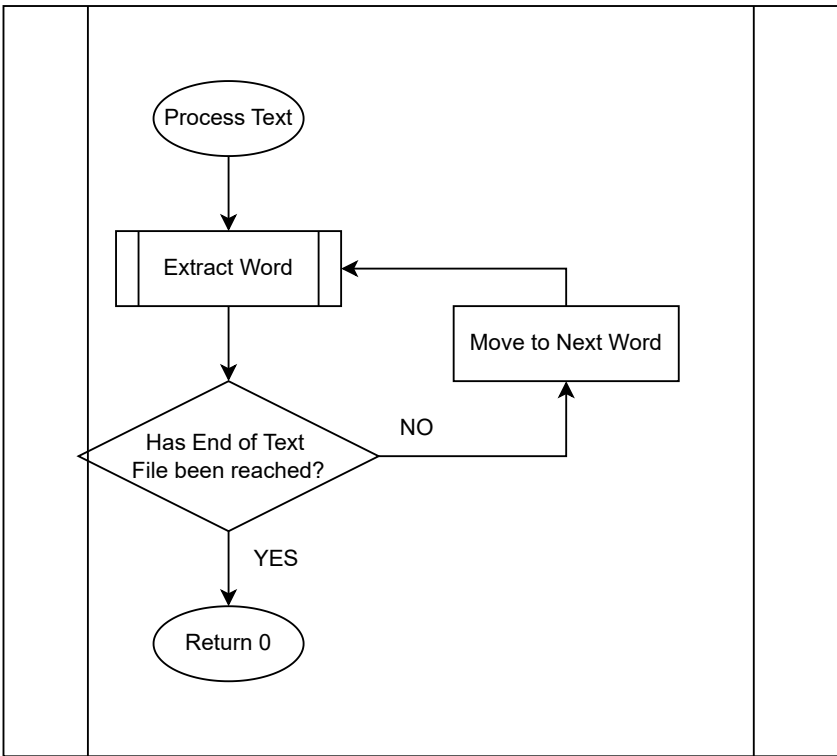 Process Text
Extract Word
Move to Next Word
Has End of Text
File been reached?
NO
YES
Return 0